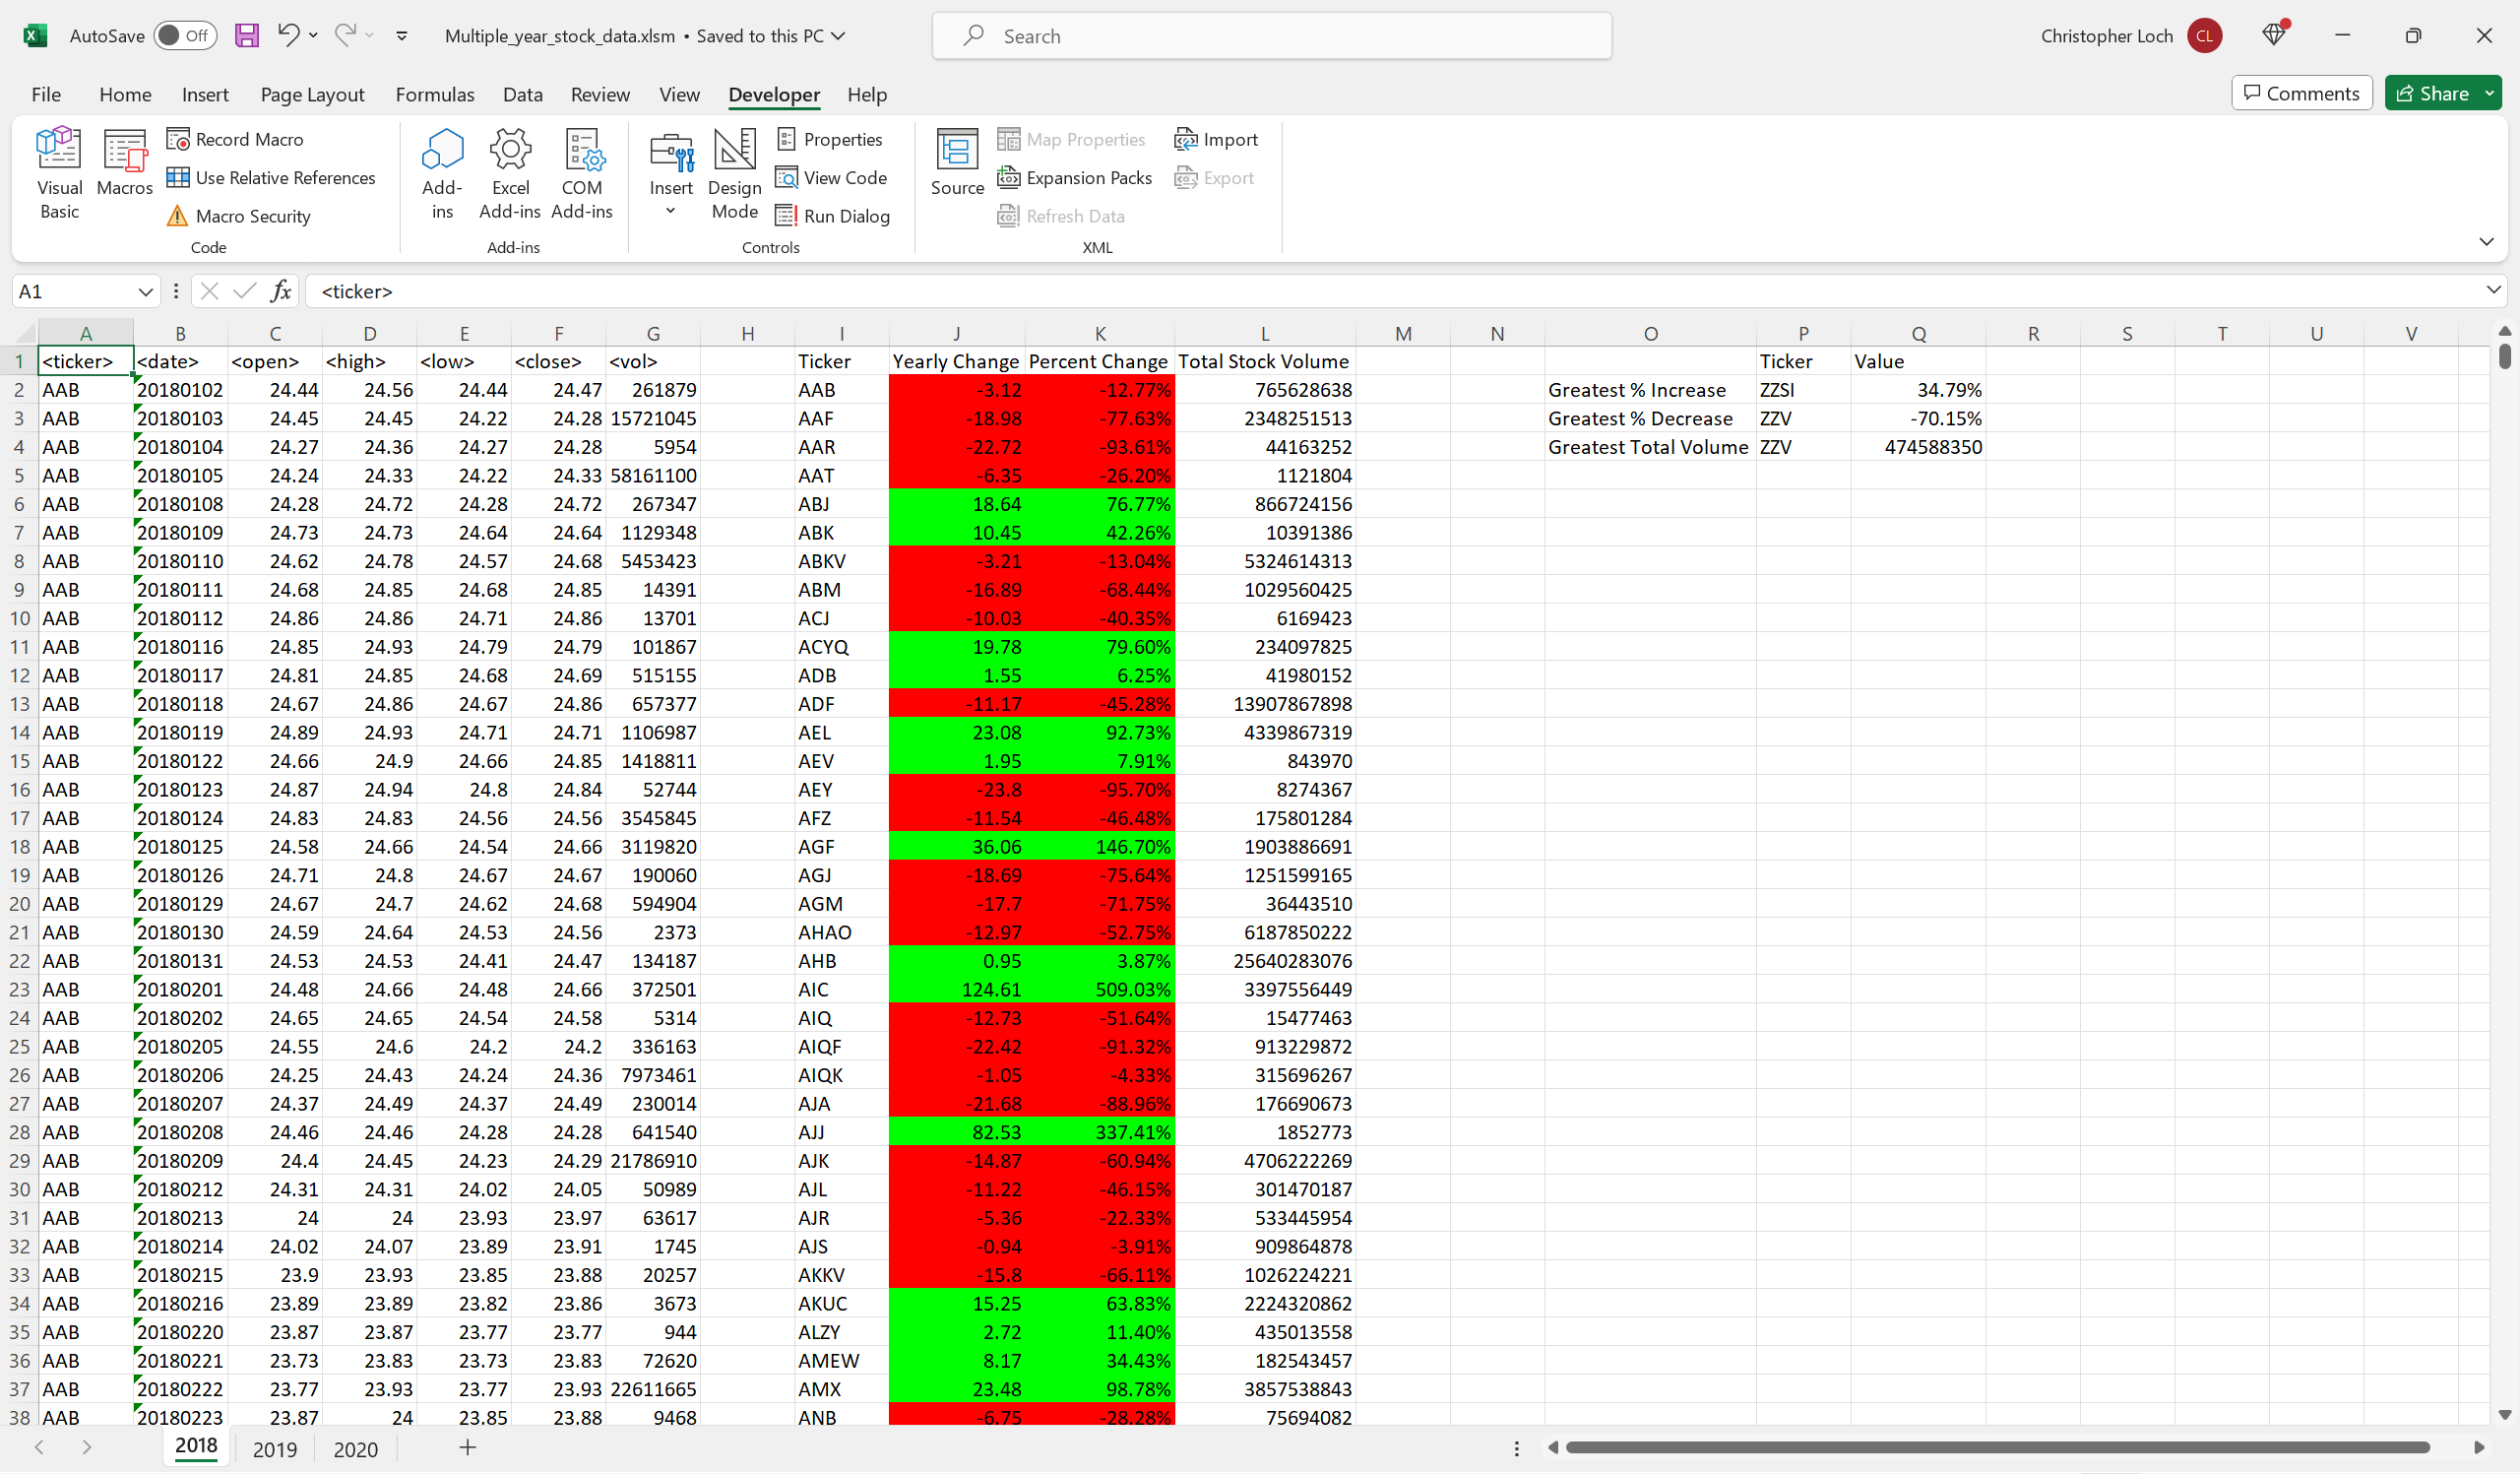 AutoSave Off Multiple_year_stock_data.xlsm • Saved to this PC Search Christopher Loch CL
File Home Insert Page Layout Formulas Data Review View Developer Help Comments Share
Visual Basic Macros Record Macro Use Relative References Macro Security Code
Add-ins Excel Add-ins COM Add-ins Add-ins
Insert Design Mode Properties View Code Run Dialog Controls
Source Map Properties Expansion Packs Refresh Data Import Export XML
A1 fx <ticker>
A B C D E F G H I J K L M N O P Q R S T U V
1 <ticker> <date> <open> <high> <low> <close> <vol> Ticker Yearly Change Percent Change Total Stock Volume Ticker Value
2 AAB 20180102 24.44 24.56 24.44 24.47 261879 AAB -3.12 -12.77% 765628638 Greatest % Increase ZZSI 34.79%
3 AAB 20180103 24.45 24.45 24.22 24.28 15721045 AAF -18.98 -77.63% 2348251513 Greatest % Decrease ZZV -70.15%
4 AAB 20180104 24.27 24.36 24.27 24.28 5954 AAR -22.72 -93.61% 44163252 Greatest Total Volume ZZV 474588350
5 AAB 20180105 24.24 24.33 24.22 24.33 58161100 AAT -6.35 -26.20% 1121804
6 AAB 20180108 24.28 24.72 24.28 24.72 267347 ABJ 18.64 76.77% 866724156
7 AAB 20180109 24.73 24.73 24.64 24.64 1129348 ABK 10.45 42.26% 10391386
8 AAB 20180110 24.62 24.78 24.57 24.68 5453423 ABKV -3.21 -13.04% 5324614313
9 AAB 20180111 24.68 24.85 24.68 24.85 14391 ABM -16.89 -68.44% 1029560425
10 AAB 20180112 24.86 24.86 24.71 24.86 13701 ACJ -10.03 -40.35% 6169423
11 AAB 20180116 24.85 24.93 24.79 24.79 101867 ACYQ 19.78 79.60% 234097825
12 AAB 20180117 24.81 24.85 24.68 24.69 515155 ADB 1.55 6.25% 41980152
13 AAB 20180118 24.67 24.86 24.67 24.86 657377 ADF -11.17 -45.28% 13907867898
14 AAB 20180119 24.89 24.93 24.71 24.71 1106987 AEL 23.08 92.73% 4339867319
15 AAB 20180122 24.66 24.9 24.66 24.85 1418811 AEV 1.95 7.91% 843970
16 AAB 20180123 24.87 24.94 24.8 24.84 52744 AEY -23.8 -95.70% 8274367
17 AAB 20180124 24.83 24.83 24.56 24.56 3545845 AFZ -11.54 -46.48% 175801284
18 AAB 20180125 24.58 24.66 24.54 24.66 3119820 AGF 36.06 146.70% 1903886691
19 AAB 20180126 24.71 24.8 24.67 24.67 190060 AGJ -18.69 -75.64% 1251599165
20 AAB 20180129 24.67 24.7 24.62 24.68 594904 AGM -17.7 -71.75% 36443510
21 AAB 20180130 24.59 24.64 24.53 24.56 2373 AHAO -12.97 -52.75% 6187850222
22 AAB 20180131 24.53 24.53 24.41 24.47 134187 AHB 0.95 3.87% 25640283076
23 AAB 20180201 24.48 24.66 24.48 24.66 372501 AIC 124.61 509.03% 3397556449
24 AAB 20180202 24.65 24.65 24.54 24.58 5314 AIQ -12.73 -51.64% 15477463
25 AAB 20180205 24.55 24.6 24.2 24.2 336163 AIQF -22.42 -91.32% 913229872
26 AAB 20180206 24.25 24.43 24.24 24.36 7973461 AIQK -1.05 -4.33% 315696267
27 AAB 20180207 24.37 24.49 24.37 24.49 230014 AJA -21.68 -88.96% 176690673
28 AAB 20180208 24.46 24.46 24.28 24.28 641540 AJJ 82.53 337.41% 1852773
29 AAB 20180209 24.4 24.45 24.23 24.29 21786910 AJK -14.87 -60.94% 4706222269
30 AAB 20180212 24.31 24.31 24.02 24.05 50989 AJL -11.22 -46.15% 301470187
31 AAB 20180213 24 24 23.93 23.97 63617 AJR -5.36 -22.33% 533445954
32 AAB 20180214 24.02 24.07 23.89 23.91 1745 AJS -0.94 -3.91% 909864878
33 AAB 20180215 23.9 23.93 23.85 23.88 20257 AKKV -15.8 -66.11% 1026224221
34 AAB 20180216 23.89 23.89 23.82 23.86 3673 AKUC 15.25 63.83% 2224320862
35 AAB 20180220 23.87 23.87 23.77 23.77 944 ALZY 2.72 11.40% 435013558
36 AAB 20180221 23.73 23.83 23.73 23.83 72620 AMEW 8.17 34.43% 182543457
37 AAB 20180222 23.77 23.93 23.77 23.93 22611665 AMX 23.48 98.78% 3857538843
38 AAB 20180223 23.87 24 23.85 23.88 9468 ANB -6.75 -28.28% 75694082
2018 2019 2020